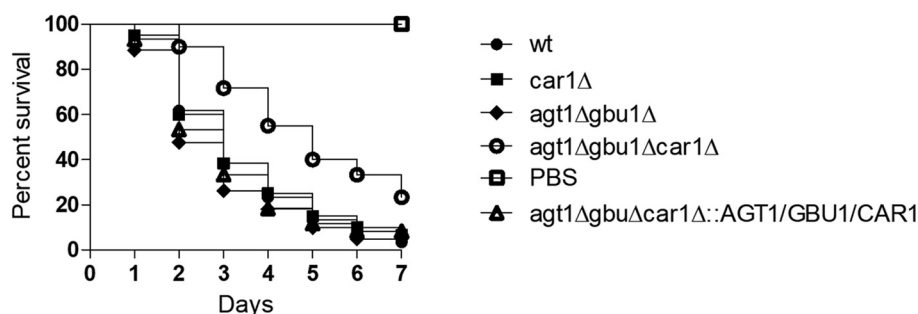 100
80
60
40
20
0
Percent survival
0 1 2 3 4 5 6 7
Days
wt
car1Δ
agt1Δgbu1Δ
agt1Δgbu1Δcar1Δ
PBS
agt1ΔgbuΔcar1Δ::AGT1/GBU1/CAR1